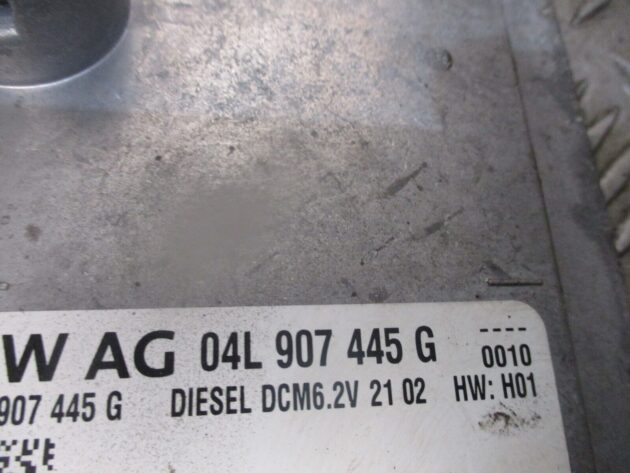 W AG 04L 907 445 G ----
0010
907 445 G DIESEL DCM6.2V 21 02 HW: H01